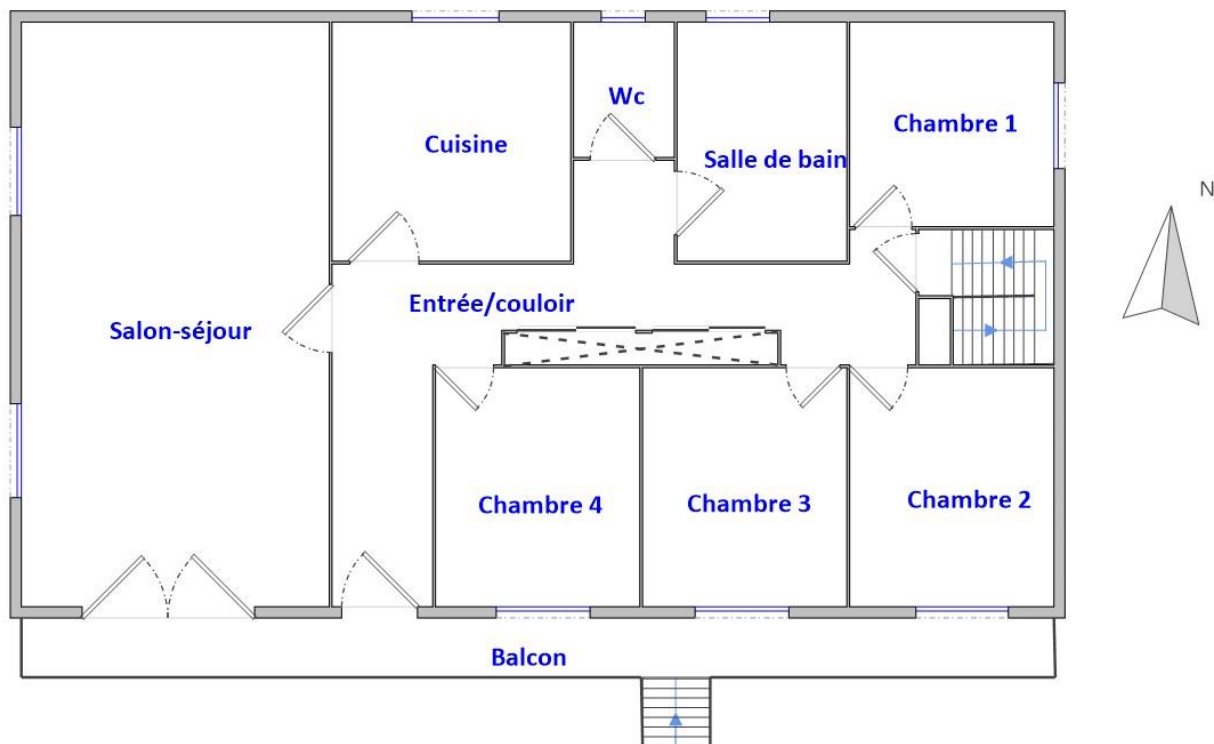 Wc
Cuisine
Chambre 1
Salle de bain
N
Entrée/couloir
Salon-séjour
Chambre 4
Chambre 3
Chambre 2
Balcon